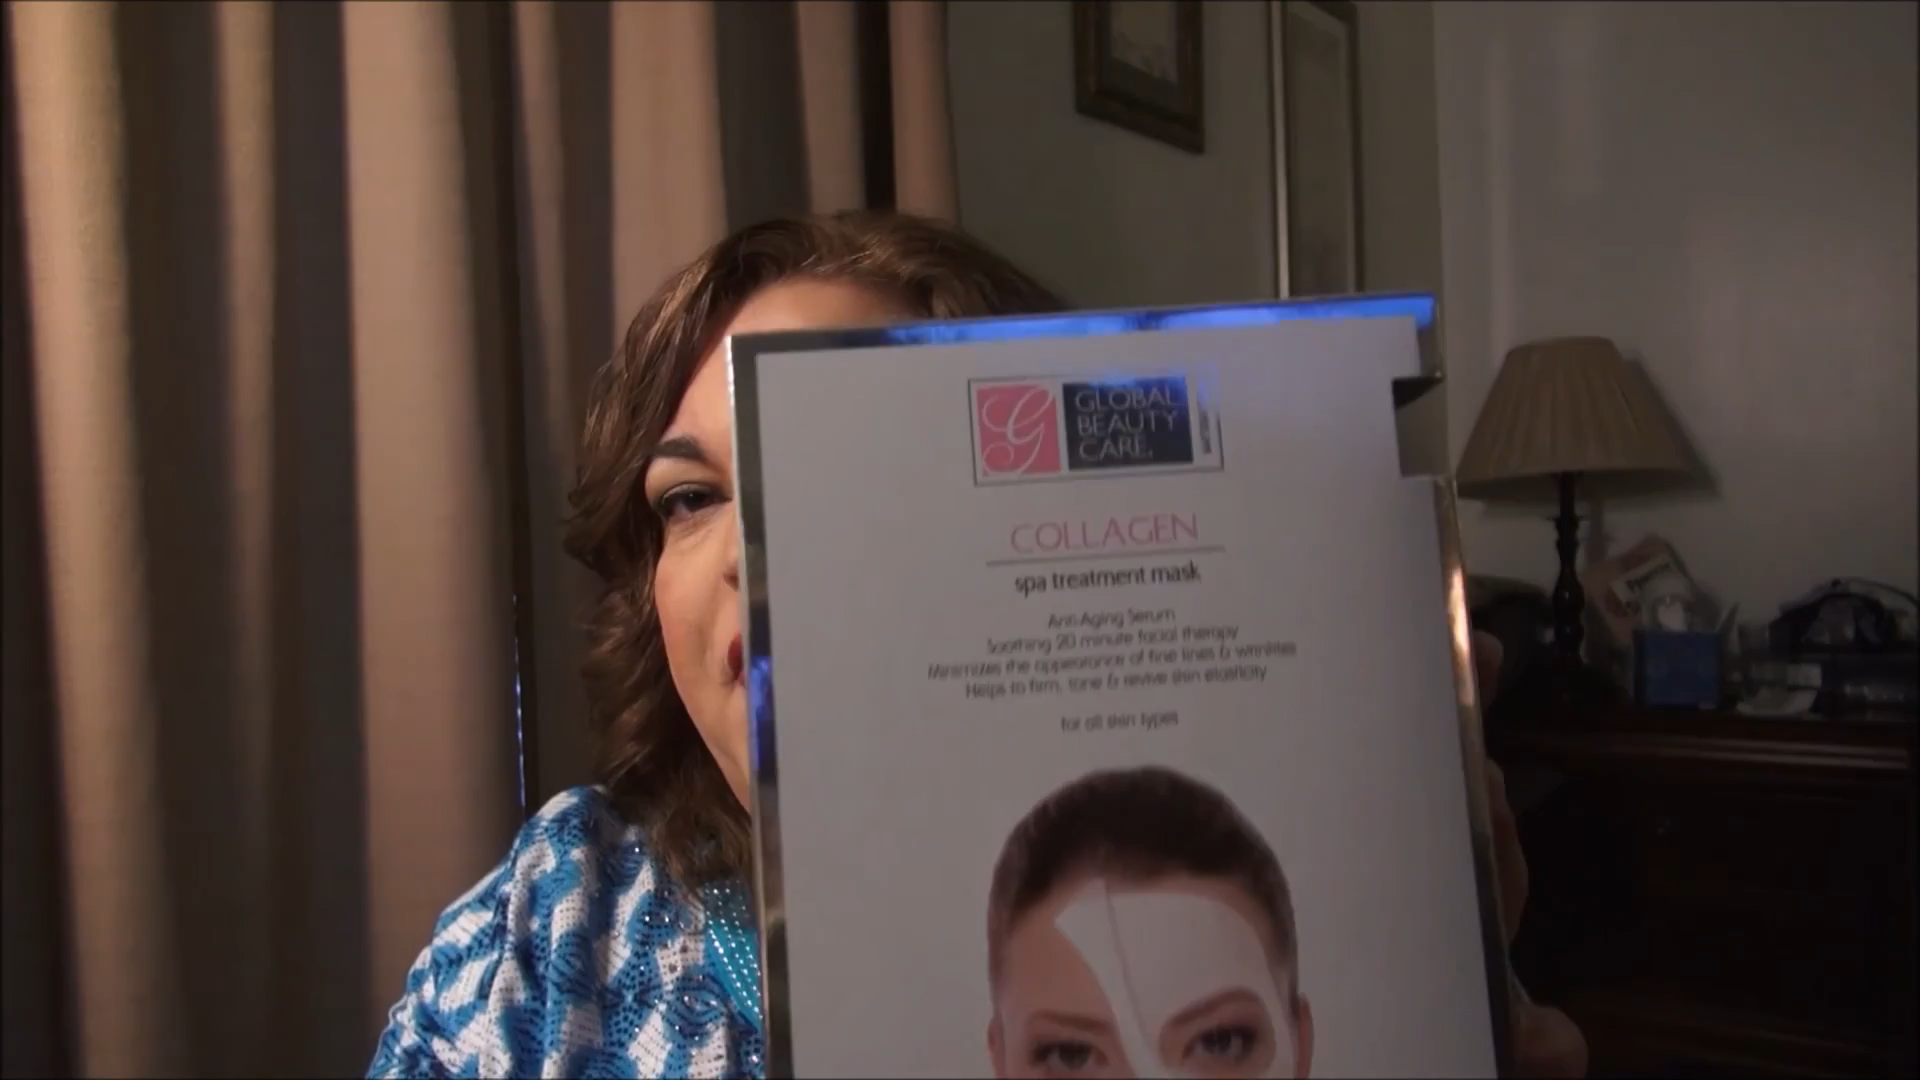 G
GLOBAL
BEAUTY
CARE.
COLLAGEN
spa treatment mask
Anti-Aging Serum
Soothing 20 minute facial therapy
Minimizes the appearance of fine lines & wrinkles
Helps to firm, tone & revive skin elasticity
for all skin types